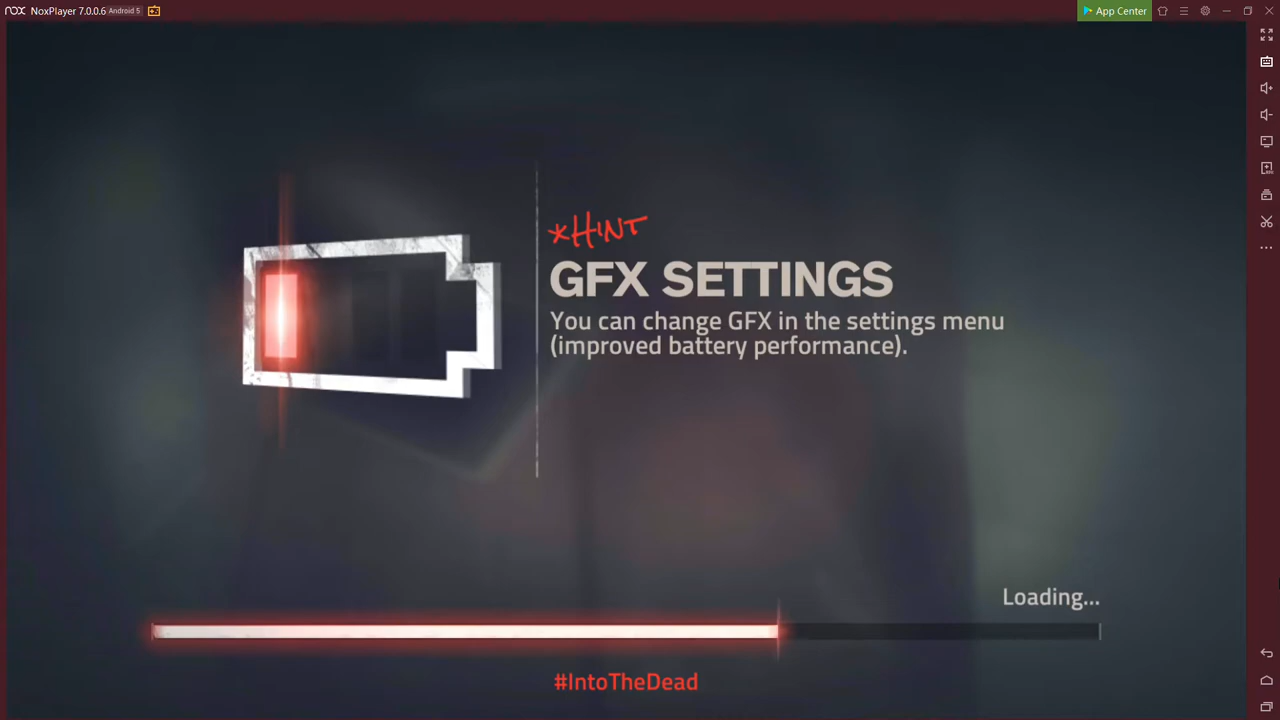 nox NoxPlayer 7.0.0.6 Android 5
App Center
*HINT
GFX SETTINGS
You can change GFX in the settings menu
(improved battery performance).
Loading...
#IntoTheDead